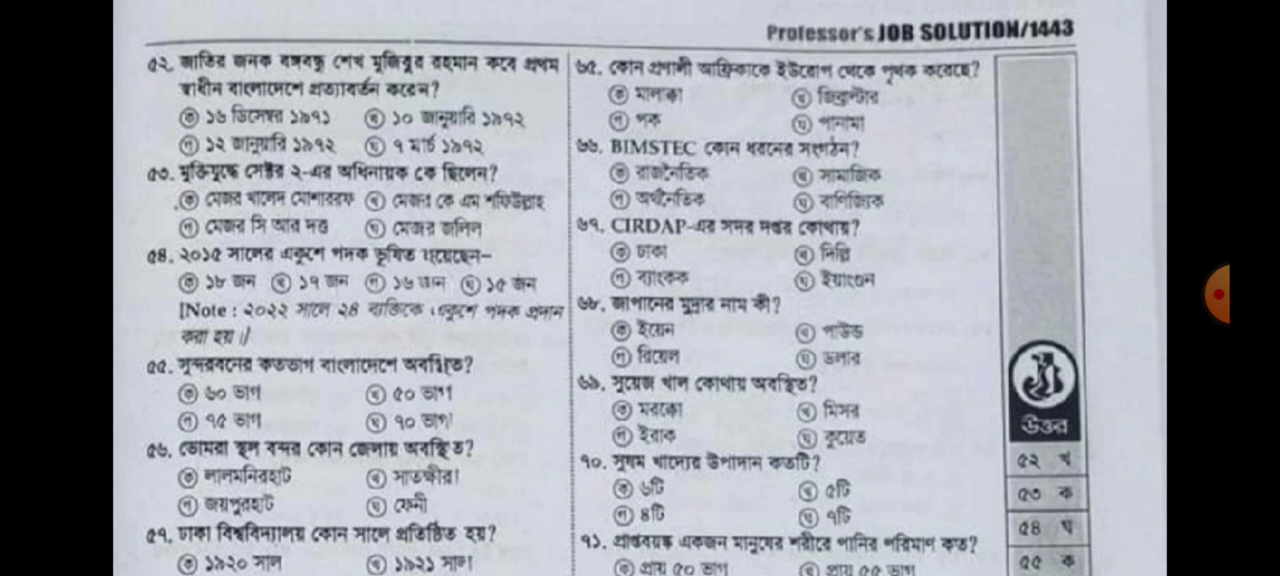 Professor's JOB SOLUTION/1443
৫২. জাতির জনক বঙ্গবন্ধু শেখ মুজিবুর রহমান কবে প্রথম
স্বাধীন বাংলাদেশে প্রত্যাবর্তন করেন?
ক ১৬ ডিসেম্বর ১৯৭১ খ ১০ জানুয়ারি ১৯৭২
গ ১২ জানুয়ারি ১৯৭২ ঘ ৭ মার্চ ১৯৭২
৫৩. মুক্তিযুদ্ধে সেক্টর ২-এর অধিনায়ক কে ছিলেন?
ক মেজর খালেদ মোশাররফ খ মেজর কে এম শফিউল্লাহ
গ মেজর সি আর দত্ত ঘ মেজর জলিল
৫৪. ২০১৫ সালের একুশে পদক ভূষিত হয়েছেন–
ক ১৮ জন খ ১৭ জন গ ১৬ জন ঘ ১৫ জন
[Note : ২০২২ সালে ২৪ ব্যক্তিকে একুশে পদক প্রদান
করা হয়।]
৫৫. সুন্দরবনের কতভাগ বাংলাদেশে অবস্থিত?
ক ৬০ ভাগ খ ৫০ ভাগ
গ ৭৫ ভাগ ঘ ৭০ ভাগ
৫৬. ভোমরা স্থল বন্দর কোন জেলায় অবস্থিত?
ক লালমনিরহাট খ সাতক্ষীরা
গ জয়পুরহাট ঘ ফেনী
৫৭. ঢাকা বিশ্ববিদ্যালয় কোন সালে প্রতিষ্ঠিত হয়?
ক ১৯২০ সাল খ ১৯২১ সাল
৬৫. কোন প্রণালী আফ্রিকাকে ইউরোপ থেকে পৃথক করেছে?
ক মালাক্কা খ জিব্রাল্টার
গ পক ঘ পানামা
৬৬. BIMSTEC কোন ধরনের সংগঠন?
ক রাজনৈতিক খ সামাজিক
গ অর্থনৈতিক ঘ বাণিজ্যিক
৬৭. CIRDAP-এর সদর দপ্তর কোথায়?
ক ঢাকা খ দিল্লি
গ ব্যাংকক ঘ ইয়াংগুন
৬৮. জাপানের মুদ্রার নাম কী?
ক ইয়েন খ পাউন্ড
গ রিয়েল ঘ ডলার
৬৯. সুয়েজ খাল কোথায় অবস্থিত?
ক মরক্কো খ মিসর
গ ইরাক ঘ কুয়েত
৭০. সুষম খাদ্যের উপাদান কতটি?
ক ৬টি খ ৫টি
গ ৪টি ঘ ৭টি
৭১. প্রাপ্তবয়স্ক একজন মানুষের শরীরে পানির পরিমাণ কত?
ক প্রায় ৫০ ভাগ খ প্রায় ৫৫ ভাগ
উত্তর
৫২ খ
৫৩ ক
৫৪ ঘ
৫৫ ক